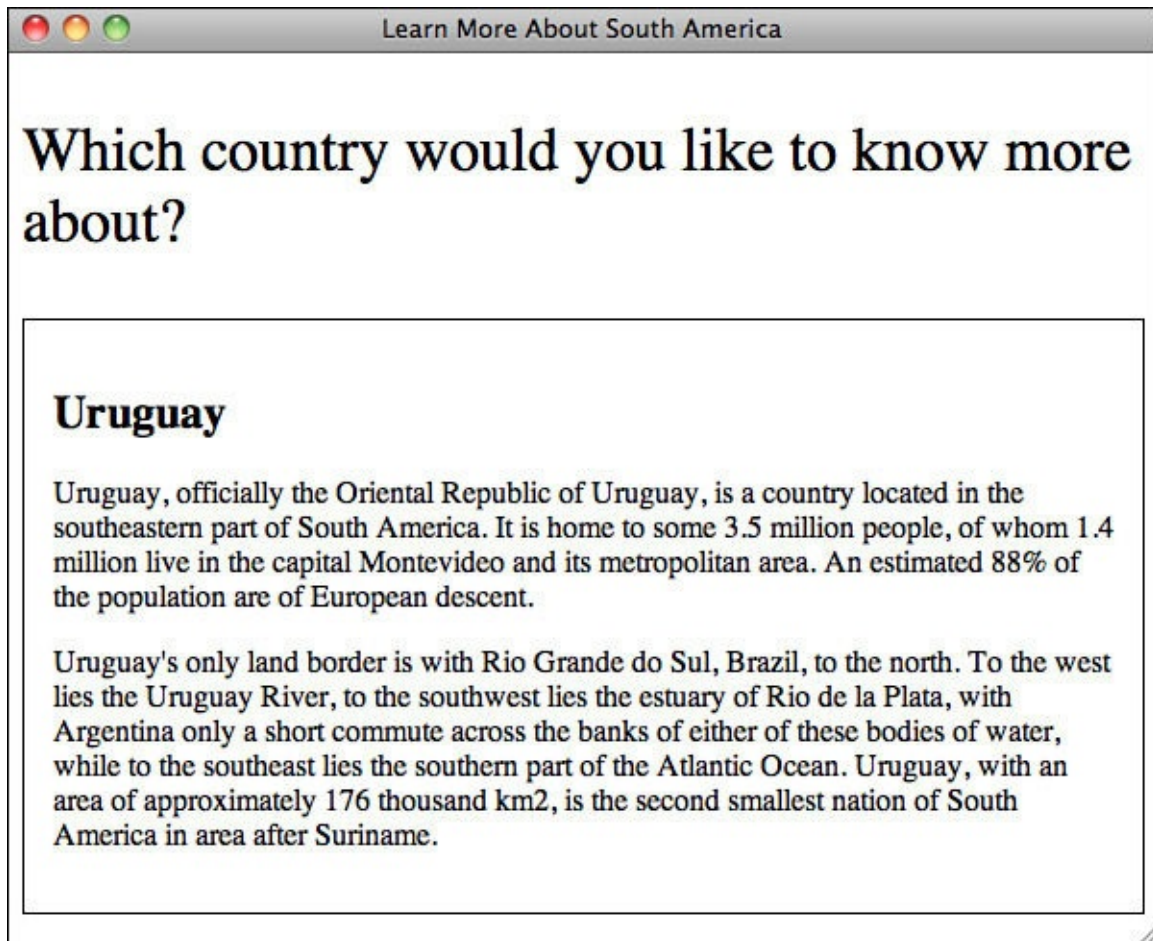 Learn More About South America
Which country would you like to know more
about?
Uruguay
Uruguay, officially the Oriental Republic of Uruguay, is a country located in the
southeastern part of South America. It is home to some 3.5 million people, of whom 1.4
million live in the capital Montevideo and its metropolitan area. An estimated 88% of
the population are of European descent.
Uruguay's only land border is with Rio Grande do Sul, Brazil, to the north. To the west
lies the Uruguay River, to the southwest lies the estuary of Rio de la Plata, with
Argentina only a short commute across the banks of either of these bodies of water,
while to the southeast lies the southern part of the Atlantic Ocean. Uruguay, with an
area of approximately 176 thousand km2, is the second smallest nation of South
America in area after Suriname.